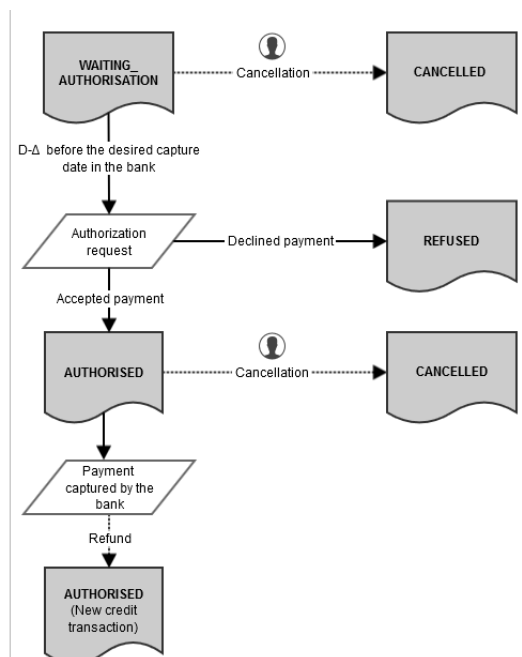 WAITING_
AUTHORISATION
Cancellation
CANCELLED
D-Δ before the desired capture
date in the bank
Authorization
request
Declined payment
REFUSED
Accepted payment
AUTHORISED
Cancellation
CANCELLED
Payment
captured by the
bank
Refund
AUTHORISED
(New credit
transaction)